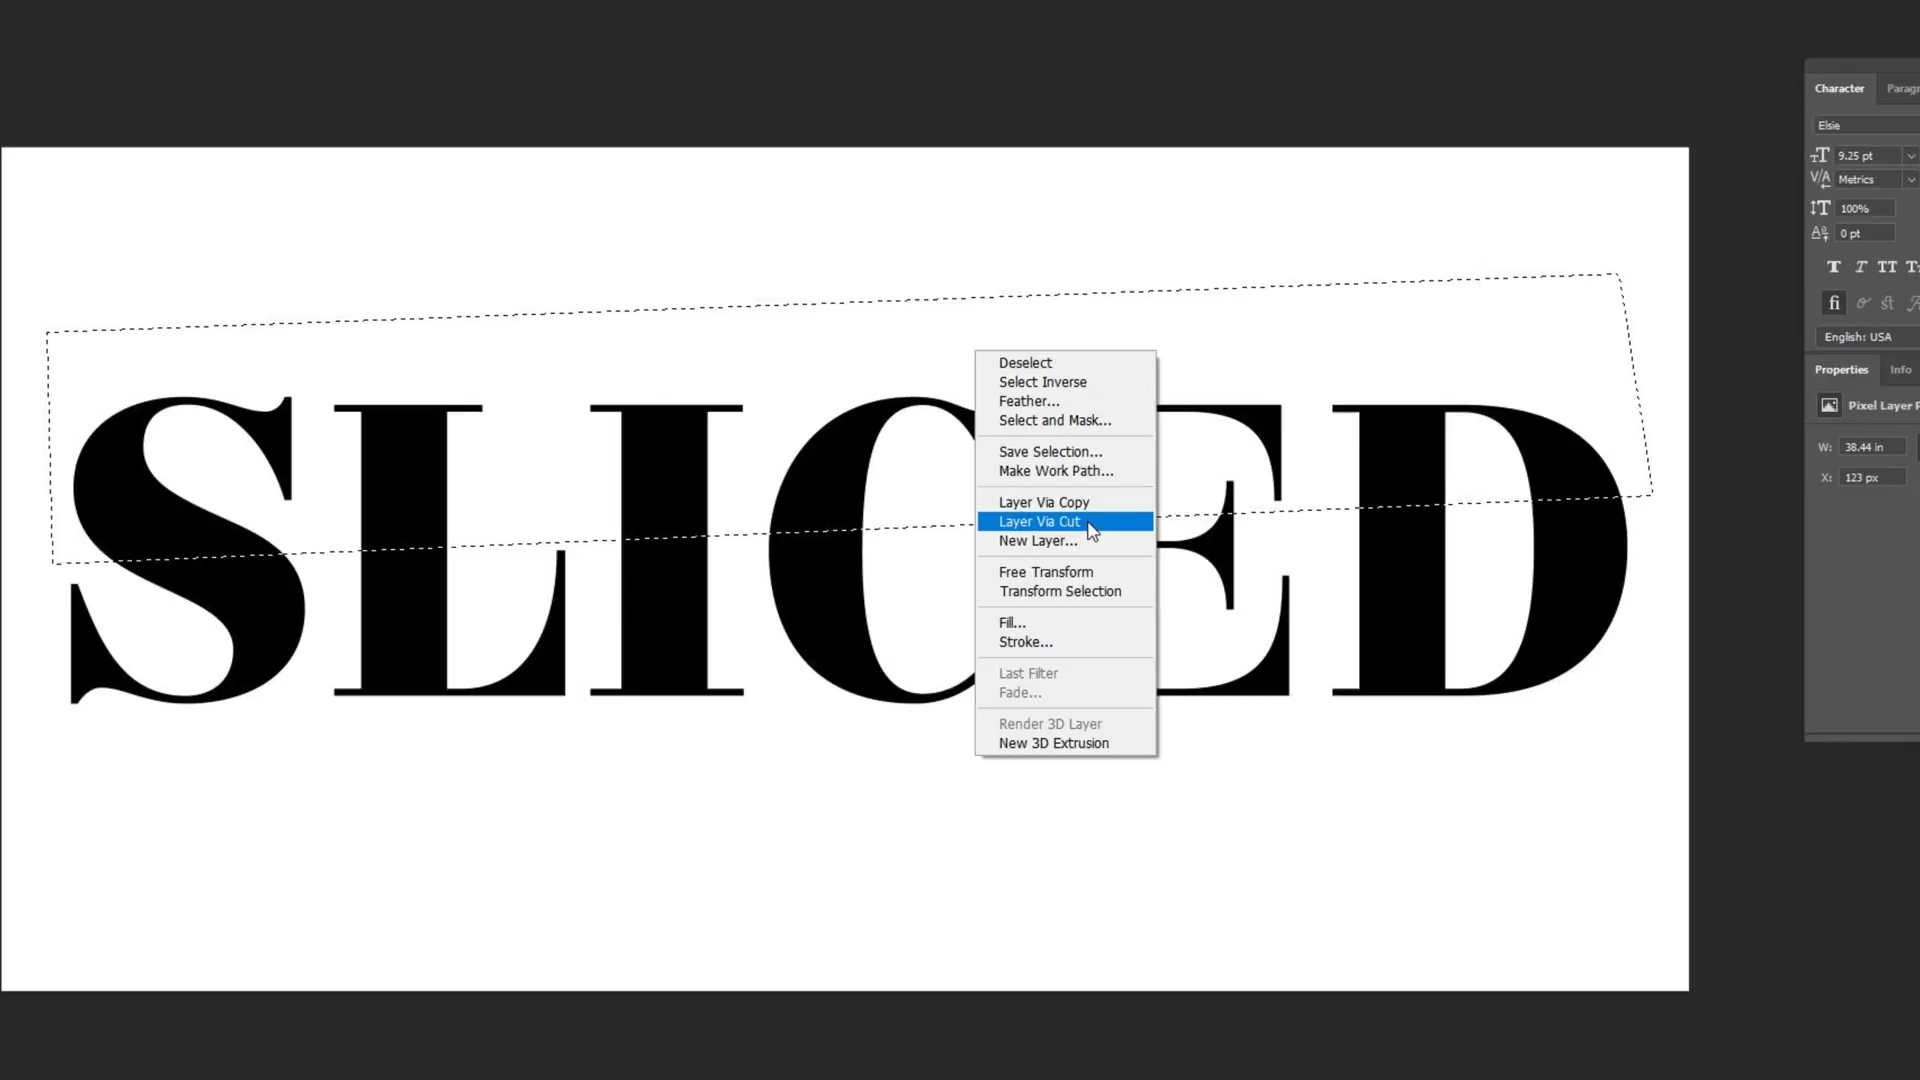 Character Paragr
Elsie
9.25 pt
Metrics
100%
0 pt
English: USA
Properties Info
Pixel Layer P
W: 38.44 in
X: 123 px
SLICED
Deselect
Select Inverse
Feather...
Select and Mask...
Save Selection...
Make Work Path...
Layer Via Copy
Layer Via Cut
New Layer...
Free Transform
Transform Selection
Fill...
Stroke...
Last Filter
Fade...
Render 3D Layer
New 3D Extrusion